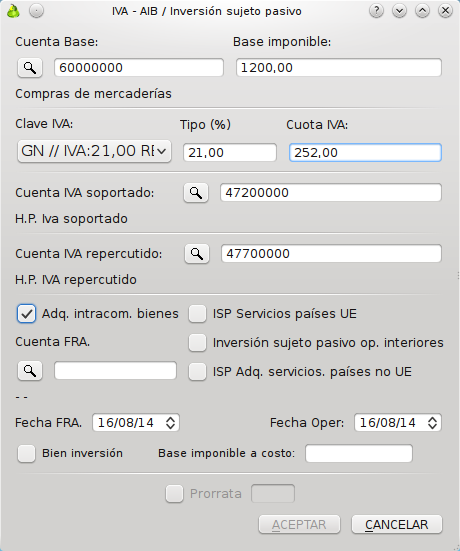 IVA - AIB / Inversión sujeto pasivo
Cuenta Base: Base imponible:
60000000 1200,00
Compras de mercaderías
Clave IVA: Tipo (%) Cuota IVA:
GN // IVA:21,00 RE 21,00 252,00
Cuenta IVA soportado: 47200000
H.P. Iva soportado
Cuenta IVA repercutido: 47700000
H.P. IVA repercutido
Adq. intracom. bienes ISP Servicios países UE
Cuenta FRA. Inversión sujeto pasivo op. interiores
ISP Adq. servicios. países no UE
- -
Fecha FRA. 16/08/14 Fecha Oper: 16/08/14
Bien inversión Base imponible a costo:
Prorrata
ACEPTAR CANCELAR